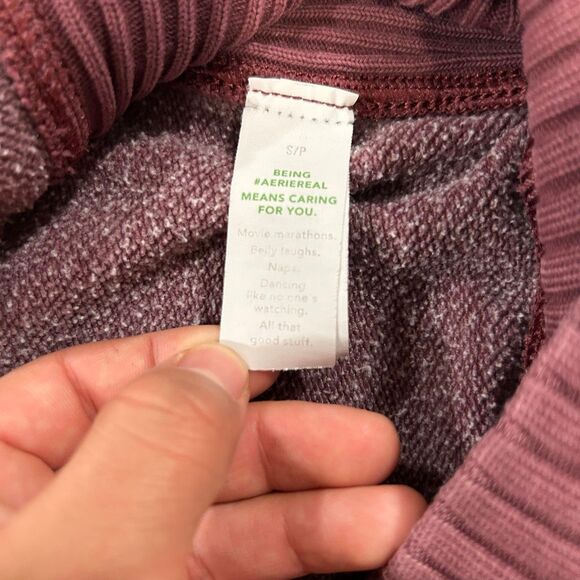 S/P
BEING
#AERIEREAL
MEANS CARING
FOR YOU.
Movie marathons.
Belly laughs.
Naps.
Dancing
like no one's
watching.
All that
good stuff.